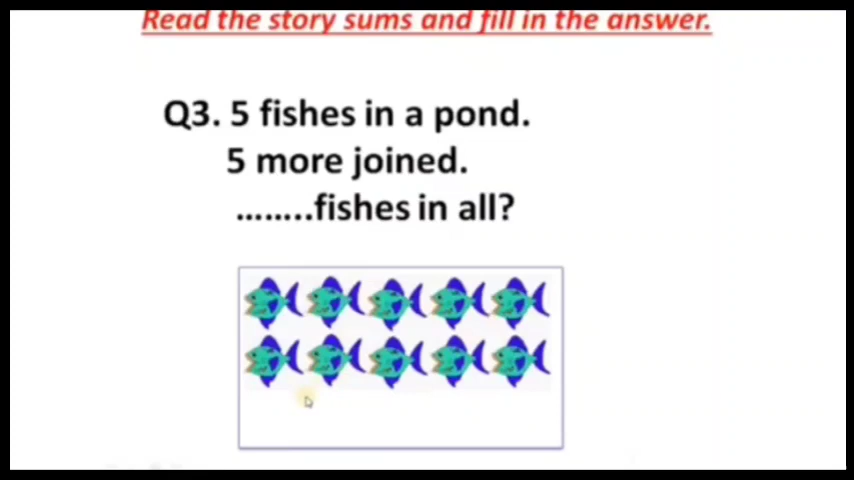 Read the story sums and fill in the answer.
Q3. 5 fishes in a pond.
5 more joined.
........fishes in all?